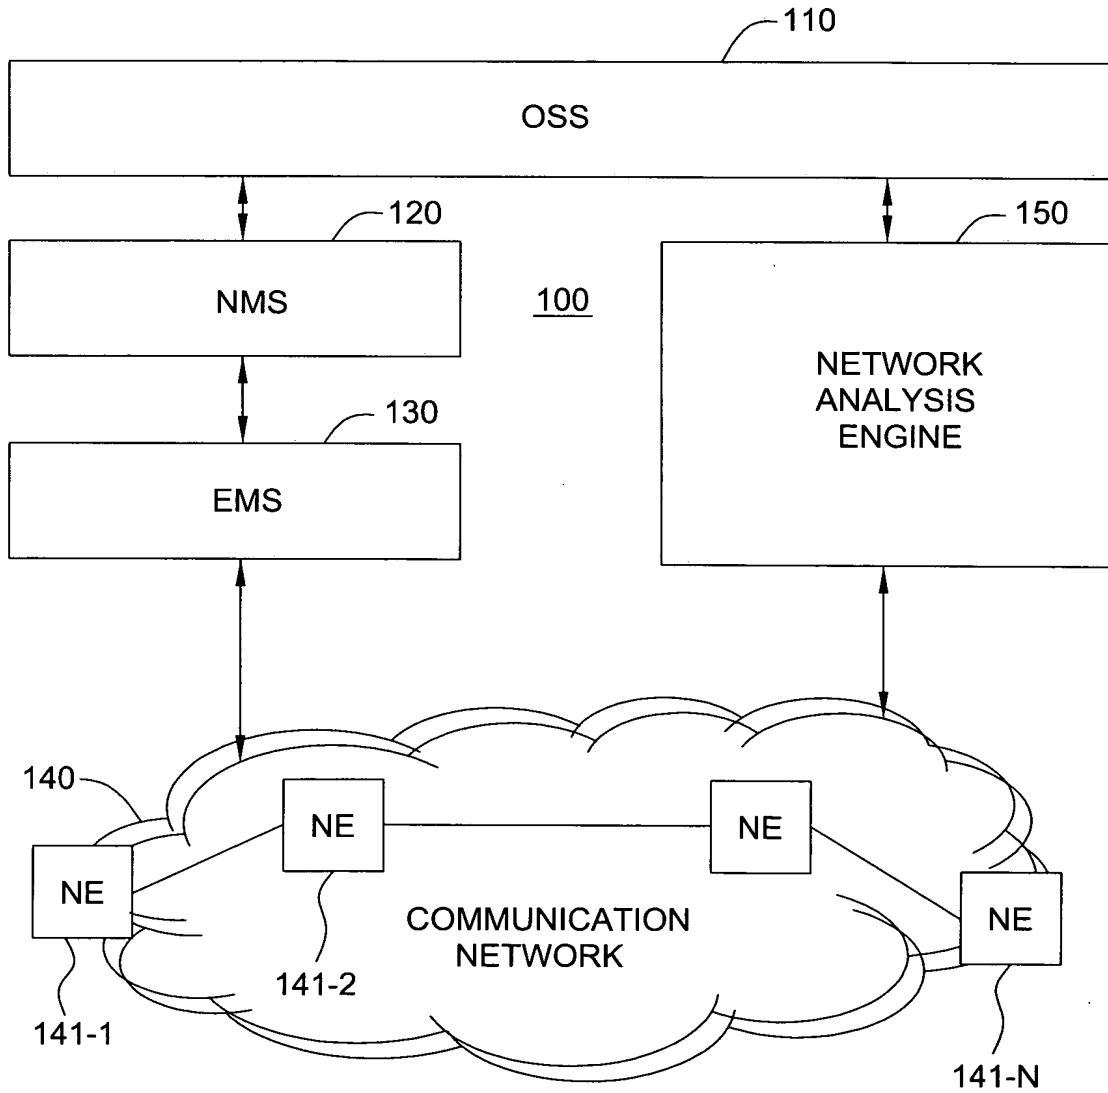 110
OSS
120
150
NMS
100
NETWORK
ANALYSIS
ENGINE
130
EMS
140
NE
NE
NE
NE
COMMUNICATION
NETWORK
141-2
141-1
141-N